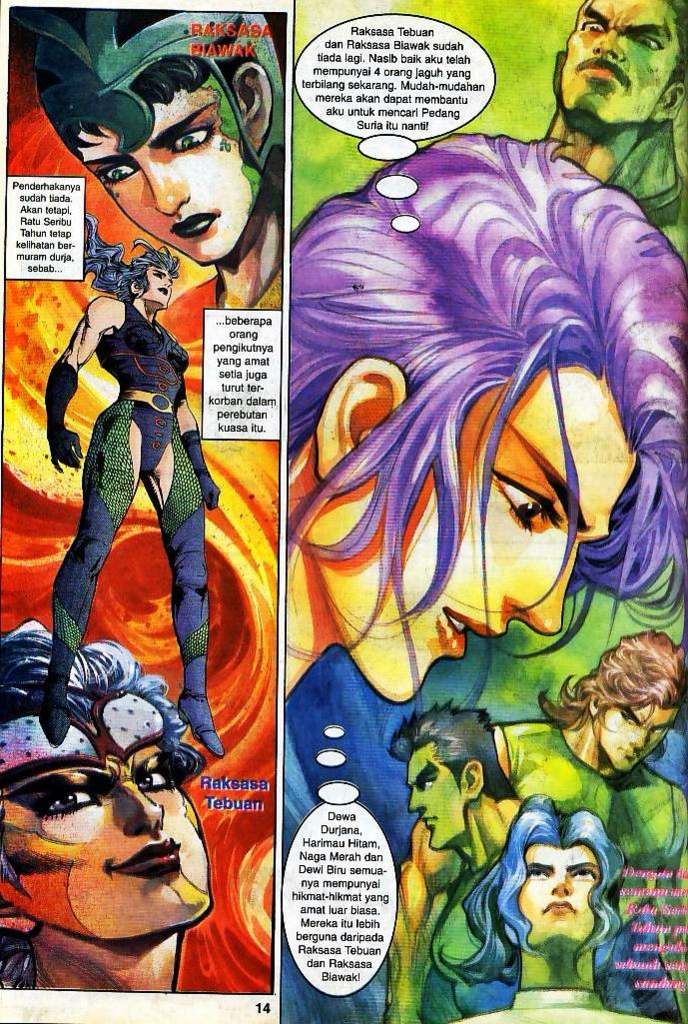 RAKSASA
BIAWAK
Penderhakanya
sudah tiada.
Akan tetapi,
Ratu Seribu
Tahun tetap
kelihatan ber-
muram durja,
sebab...
...beberapa
orang
pengikutnya
yang amat
setia juga
turut ter-
korban dalam
perebutan
kuasa itu.
Raksasa
Tebuan
14
Raksasa Tebuan
dan Raksasa Biawak sudah
tiada lagi. Nasib baik aku telah
mempunyai 4 orang jaguh yang
terbilang sekarang. Mudah-mudahan
mereka akan dapat membantu
aku untuk mencari Pedang
Suria itu nanti!
Dewa
Durjana,
Harimau Hitam,
Naga Merah dan
Dewi Biru semua-
nya mempunyai
hikmat-hikmat yang
amat luar biasa.
Mereka itu lebih
berguna daripada
Raksasa Tebuan
dan Raksasa
Biawak!
Dengan